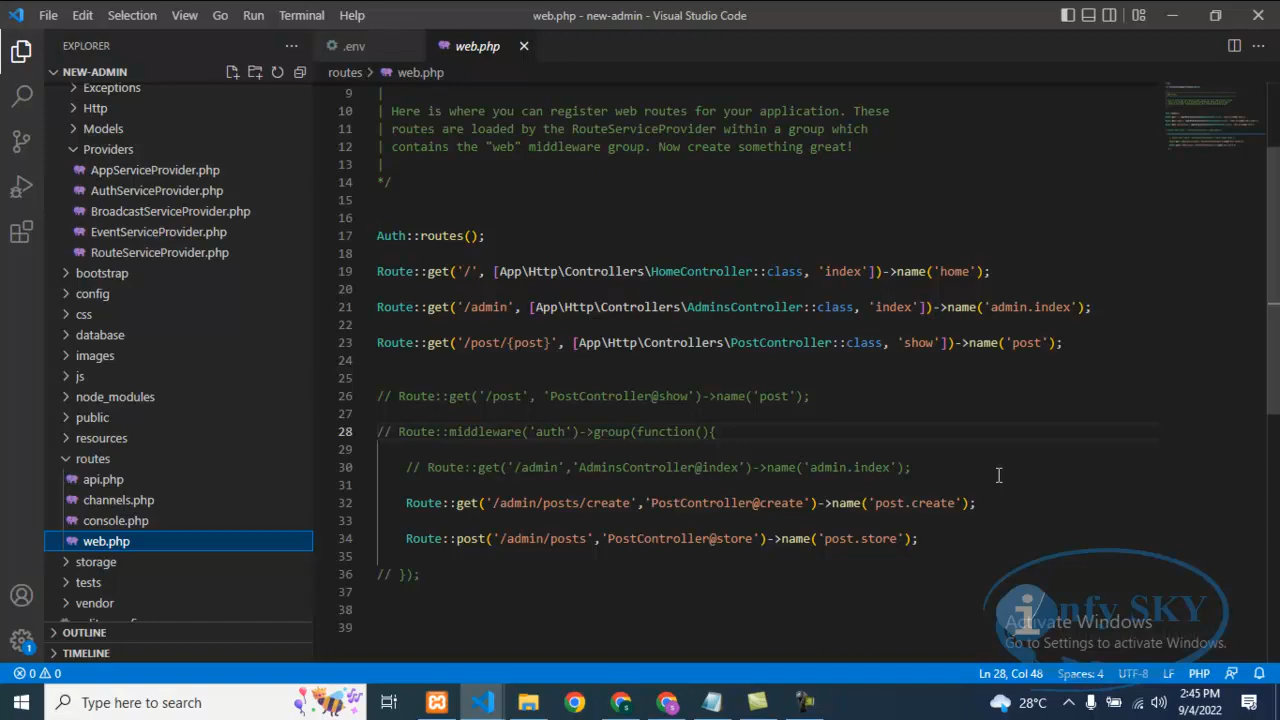 File Edit Selection View Go Run Terminal Help
web.php - new-admin - Visual Studio Code
EXPLORER
NEW-ADMIN
Exceptions
Http
Models
Providers
AppServiceProvider.php
AuthServiceProvider.php
BroadcastServiceProvider.php
EventServiceProvider.php
RouteServiceProvider.php
bootstrap
config
css
database
images
js
node_modules
public
resources
routes
api.php
channels.php
console.php
web.php
storage
tests
vendor
OUTLINE
TIMELINE
.env
web.php
routes > web.php
9 |
10 | Here is where you can register web routes for your application. These
11 | routes are loaded by the RouteServiceProvider within a group which
12 | contains the "web" middleware group. Now create something great!
13 |
14 */
15
16
17 Auth::routes();
18
19 Route::get('/', [App\Http\Controllers\HomeController::class, 'index'])->name('home');
20
21 Route::get('/admin', [App\Http\Controllers\AdminsController::class, 'index'])->name('admin.index');
22
23 Route::get('/post/{post}', [App\Http\Controllers\PostController::class, 'show'])->name('post');
24
25
26 // Route::get('/post', 'PostController@show')->name('post');
27
28 // Route::middleware('auth')->group(function(){
29
30 // Route::get('/admin','AdminsController@index')->name('admin.index');
31
32 Route::get('/admin/posts/create','PostController@create')->name('post.create');
33
34 Route::post('/admin/posts','PostController@store')->name('post.store');
35
36 // });
37
38
39
infy SKY
Activate Windows
Go to Settings to activate Windows.
0 0
Ln 28, Col 48
UTF-8
LF
PHP
1
Type here to search
28°C
2:45 PM
9/4/2022